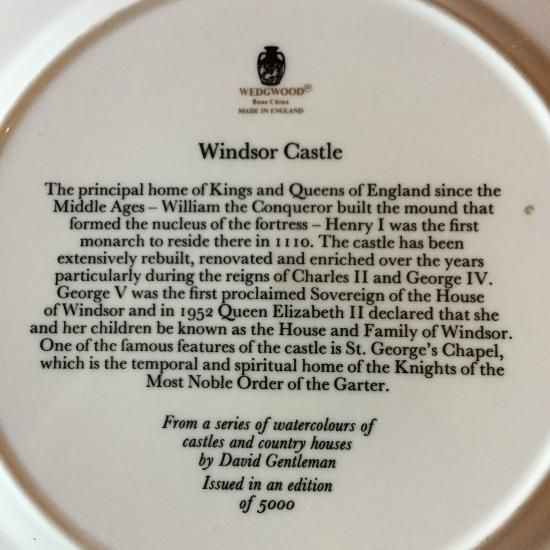 WEDGWOOD®
Bone China
MADE IN ENGLAND
Windsor Castle
The principal home of Kings and Queens of England since the
Middle Ages – William the Conqueror built the mound that
formed the nucleus of the fortress – Henry I was the first
monarch to reside there in 1110. The castle has been
extensively rebuilt, renovated and enriched over the years
particularly during the reigns of Charles II and George IV.
George V was the first proclaimed Sovereign of the House
of Windsor and in 1952 Queen Elizabeth II declared that she
and her children be known as the House and Family of Windsor.
One of the famous features of the castle is St. George's Chapel,
which is the temporal and spiritual home of the Knights of the
Most Noble Order of the Garter.
From a series of watercolours of
castles and country houses
by David Gentleman
Issued in an edition
of 5000